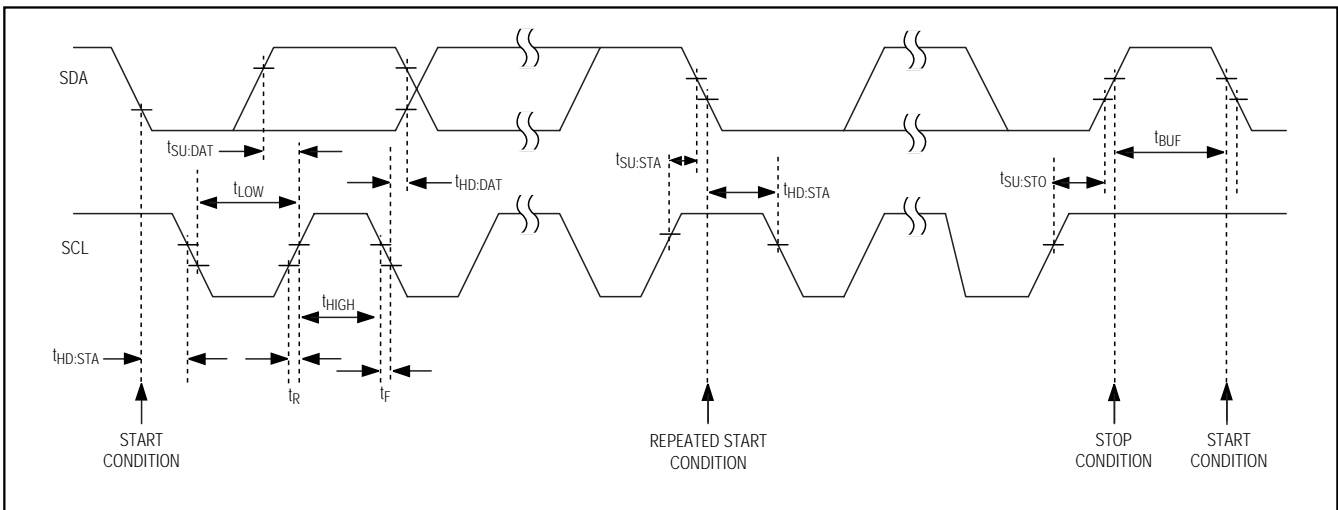 SDA
tSU:DAT
tLOW
tHD:DAT
tSU:STA
tHD:STA
tSU:STO
tBUF
SCL
tHIGH
tHD:STA
tR
tF
START
CONDITION
REPEATED START
CONDITION
STOP
CONDITION
START
CONDITION